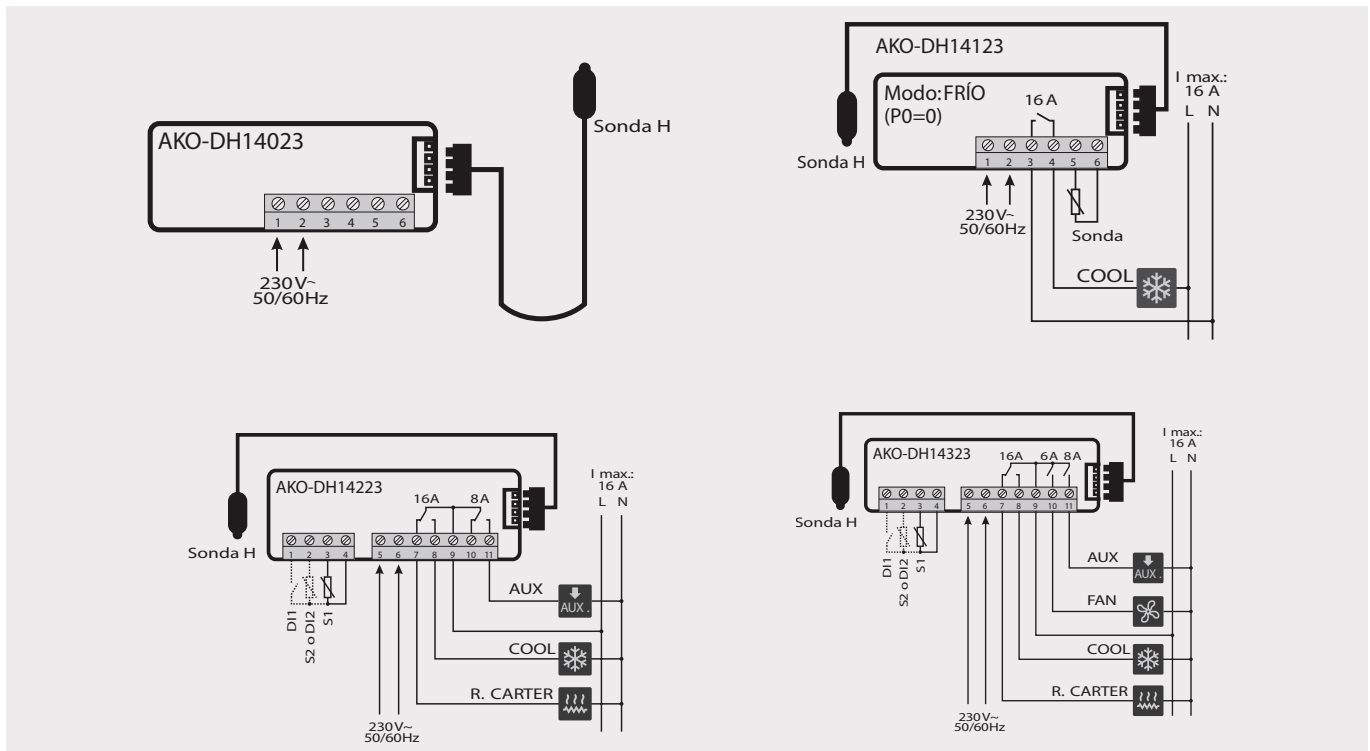 AKO-DH14023
1 2 3 4 5 6
230 V~
50/60Hz
Sonda H
AKO-DH14123
Modo:FRÍO
(P0=0)
16 A
I max.:
16 A
L N
1 2 3 4 5 6
Sonda H
230 V~
50/60Hz
Sonda
COOL
AKO-DH14223
16A 8A
I max.:
16 A
L N
Sonda H
1 2 3 4 5 6 7 8 9 10 11
DI1
S2 o DI2
S1
AUX
AUX.
COOL
R. CARTER
230 V~
50/60Hz
AKO-DH14323
16A 6A 8A
I max.:
16 A
L N
Sonda H
1 2 3 4 5 6 7 8 9 10 11
DI1
S2 o DI2
S1
AUX
AUX.
FAN
COOL
R. CARTER
230 V~
50/60Hz